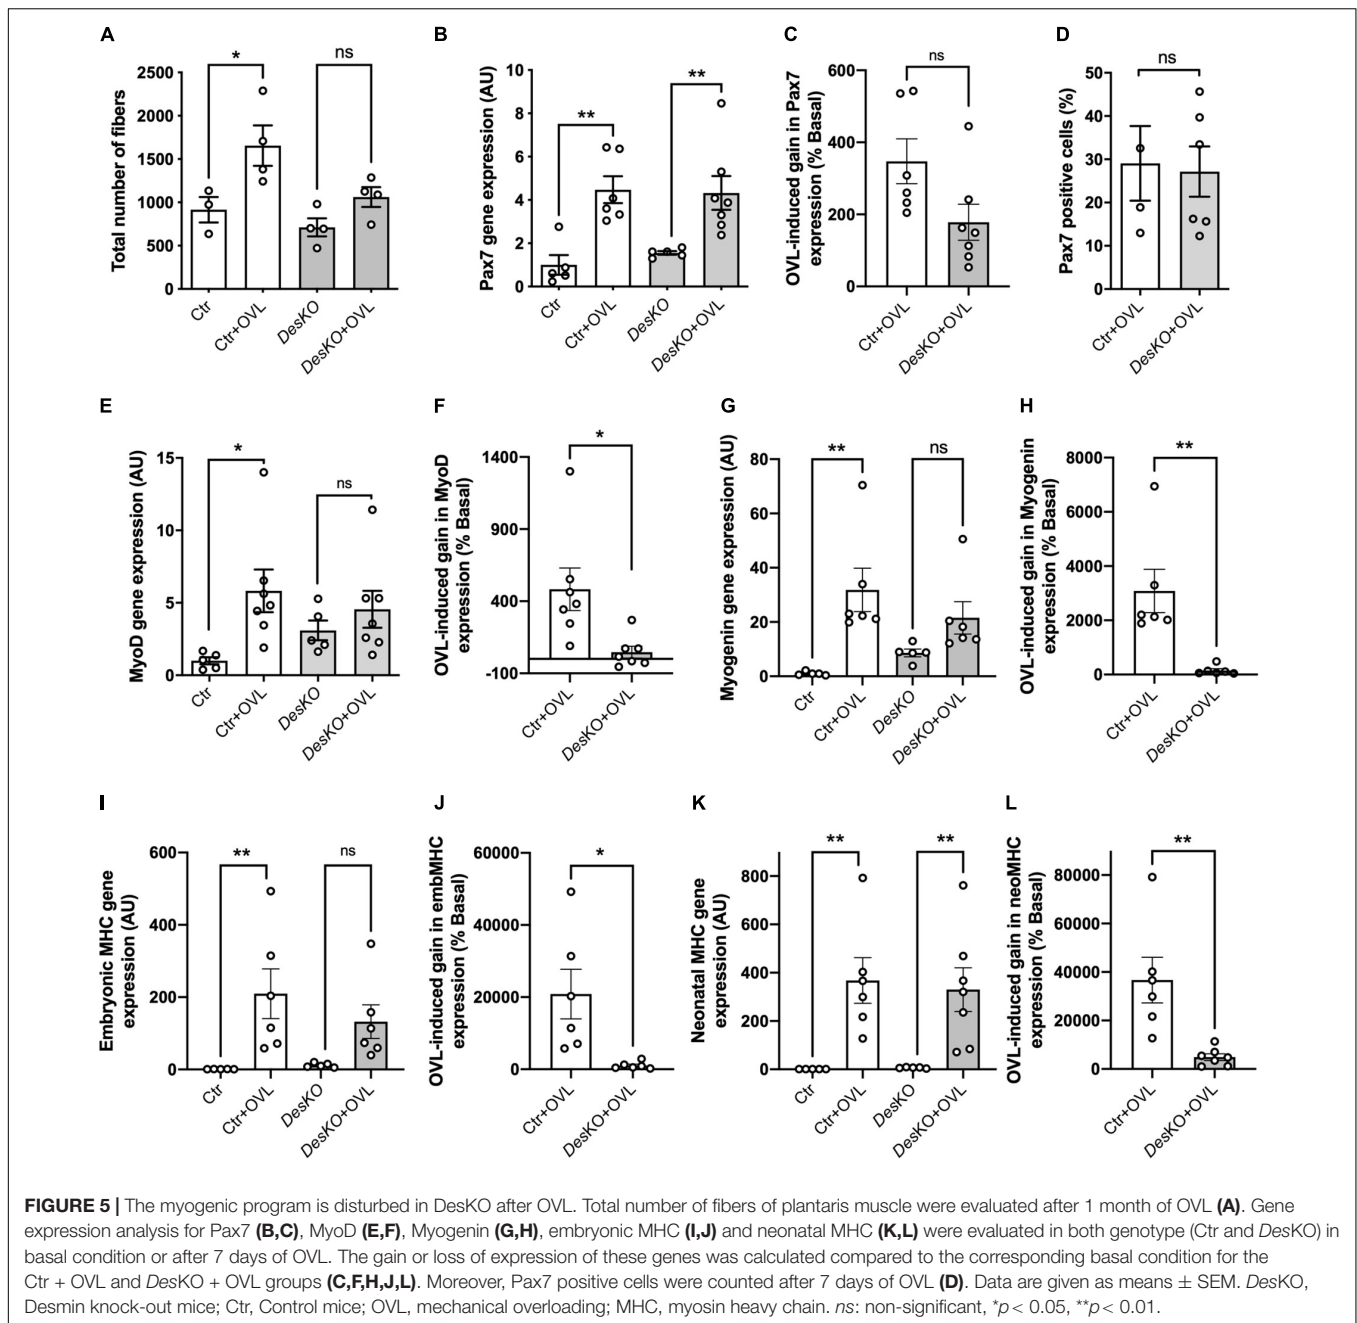 A
B
C
D
Total number of fibers
2500
2000
1500
1000
500
0
*
ns
Ctr
Ctr+OVL
DesKO
DesKO+OVL
Pax7 gene expression (AU)
10
8
6
4
2
0
**
**
Ctr
Ctr+OVL
DesKO
DesKO+OVL
OVL-induced gain in Pax7
expression (% Basal)
600
400
200
0
ns
Ctr+OVL
DesKO+OVL
Pax7 positive cells (%)
50
40
30
20
10
0
ns
Ctr+OVL
DesKO+OVL
E
F
G
H
MyoD gene expression (AU)
15
10
5
0
*
ns
Ctr
Ctr+OVL
DesKO
DesKO+OVL
OVL-induced gain in MyoD
expression (% Basal)
1400
900
400
-100
*
Ctr+OVL
DesKO+OVL
Myogenin gene expression (AU)
80
60
40
20
0
**
ns
Ctr
Ctr+OVL
DesKO
DesKO+OVL
OVL-induced gain in Myogenin
expression (% Basal)
8000
6000
4000
2000
0
**
Ctr+OVL
DesKO+OVL
I
J
K
L
Embryonic MHC gene
expression (AU)
600
400
200
0
**
ns
Ctr
Ctr+OVL
DesKO
DesKO+OVL
OVL-induced gain in embMHC
expression (% Basal)
60000
40000
20000
0
*
Ctr+OVL
DesKO+OVL
Neonatal MHC gene
expression (AU)
800
600
400
200
0
**
**
Ctr
Ctr+OVL
DesKO
DesKO+OVL
OVL-induced gain in neoMHC
expression (% Basal)
80000
60000
40000
20000
0
**
Ctr+OVL
DesKO+OVL
FIGURE 5 | The myogenic program is disturbed in DesKO after OVL. Total number of fibers of plantaris muscle were evaluated after 1 month of OVL (A). Gene
expression analysis for Pax7 (B,C), MyoD (E,F), Myogenin (G,H), embryonic MHC (I,J) and neonatal MHC (K,L) were evaluated in both genotype (Ctr and DesKO) in
basal condition or after 7 days of OVL. The gain or loss of expression of these genes was calculated compared to the corresponding basal condition for the
Ctr + OVL and DesKO + OVL groups (C,F,H,J,L). Moreover, Pax7 positive cells were counted after 7 days of OVL (D). Data are given as means ± SEM. DesKO,
Desmin knock-out mice; Ctr, Control mice; OVL, mechanical overloading; MHC, myosin heavy chain. ns: non-significant, *p< 0.05, **p< 0.01.